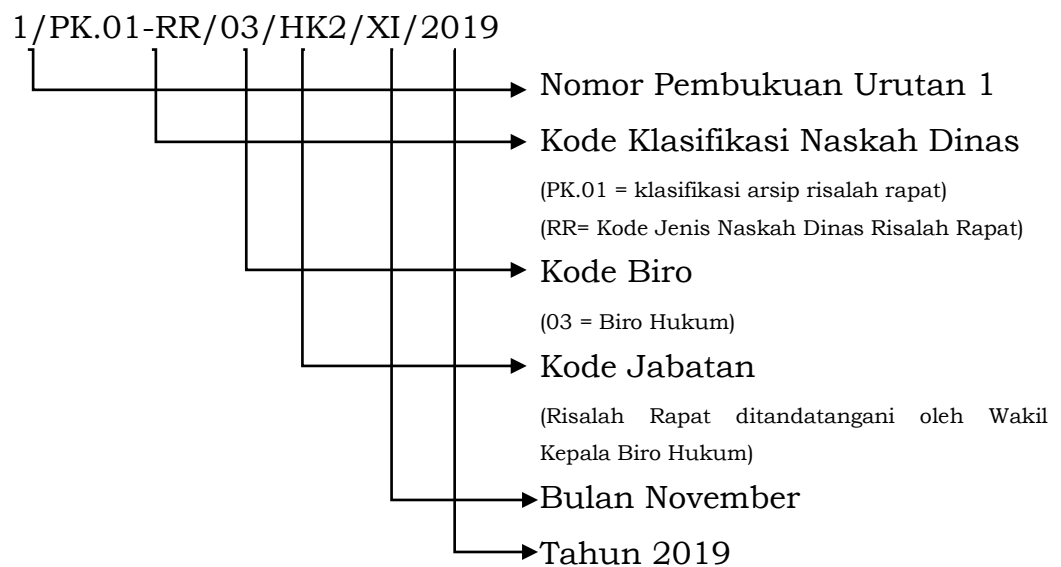 1/PK.01-RR/03/HK2/XI/2019
Nomor Pembukuan Urutan 1
Kode Klasifikasi Naskah Dinas
(PK.01 = klasifikasi arsip risalah rapat)
(RR= Kode Jenis Naskah Dinas Risalah Rapat)
Kode Biro
(03 = Biro Hukum)
Kode Jabatan
(Risalah Rapat ditandatangani oleh Wakil
Kepala Biro Hukum)
Bulan November
Tahun 2019